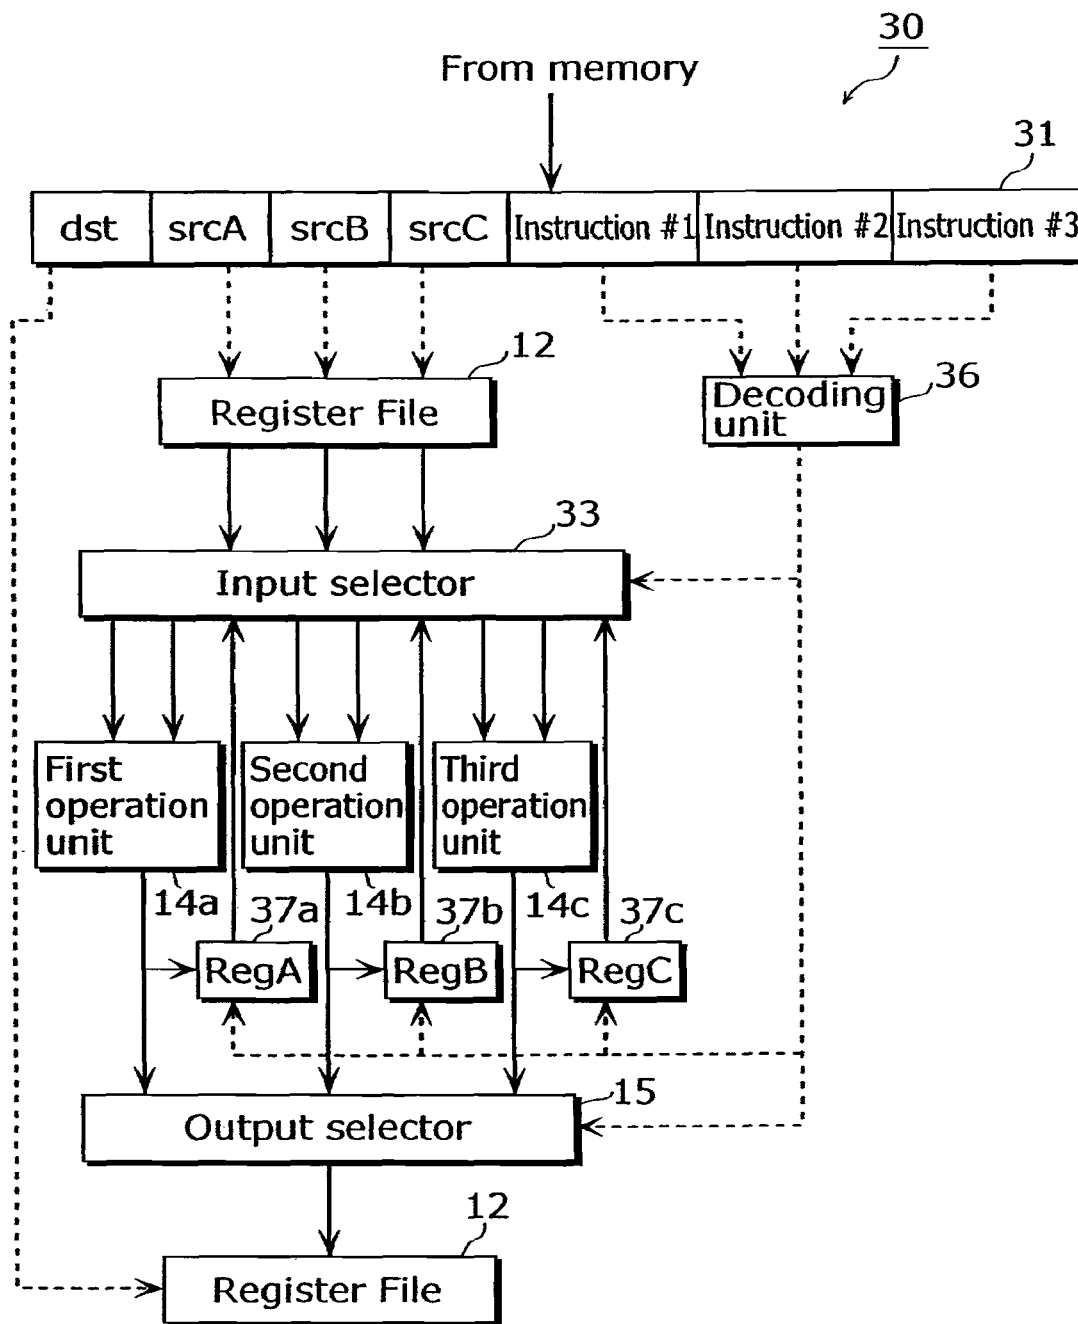 30
From memory
31
dst srcA srcB srcC Instruction #1 Instruction #2 Instruction #3
12
Register File
36
Decoding
unit
33
Input selector
First
operation
unit
Second
operation
unit
Third
operation
unit
14a
14b
14c
37a
37b
37c
RegA
RegB
RegC
15
Output selector
12
Register File